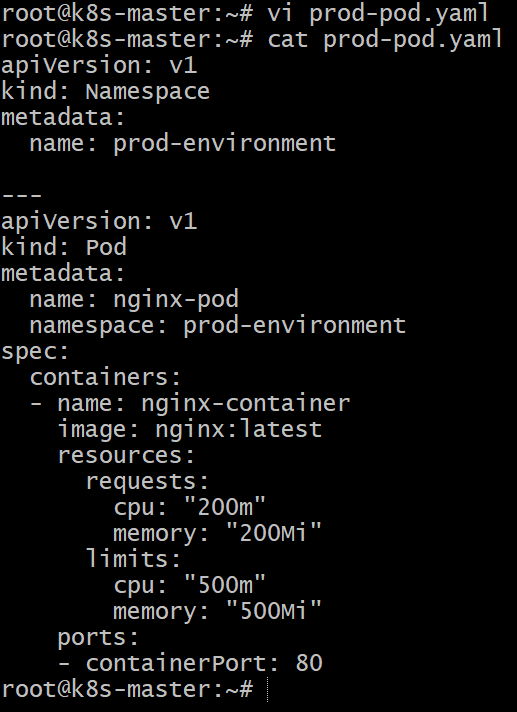 root@k8s-master:~# vi prod-pod.yaml
root@k8s-master:~# cat prod-pod.yaml
apiVersion: v1
kind: Namespace
metadata:
  name: prod-environment

---
apiVersion: v1
kind: Pod
metadata:
  name: nginx-pod
  namespace: prod-environment
spec:
  containers:
  - name: nginx-container
    image: nginx:latest
    resources:
      requests:
        cpu: "200m"
        memory: "200Mi"
      limits:
        cpu: "500m"
        memory: "500Mi"
    ports:
    - containerPort: 80
root@k8s-master:~#